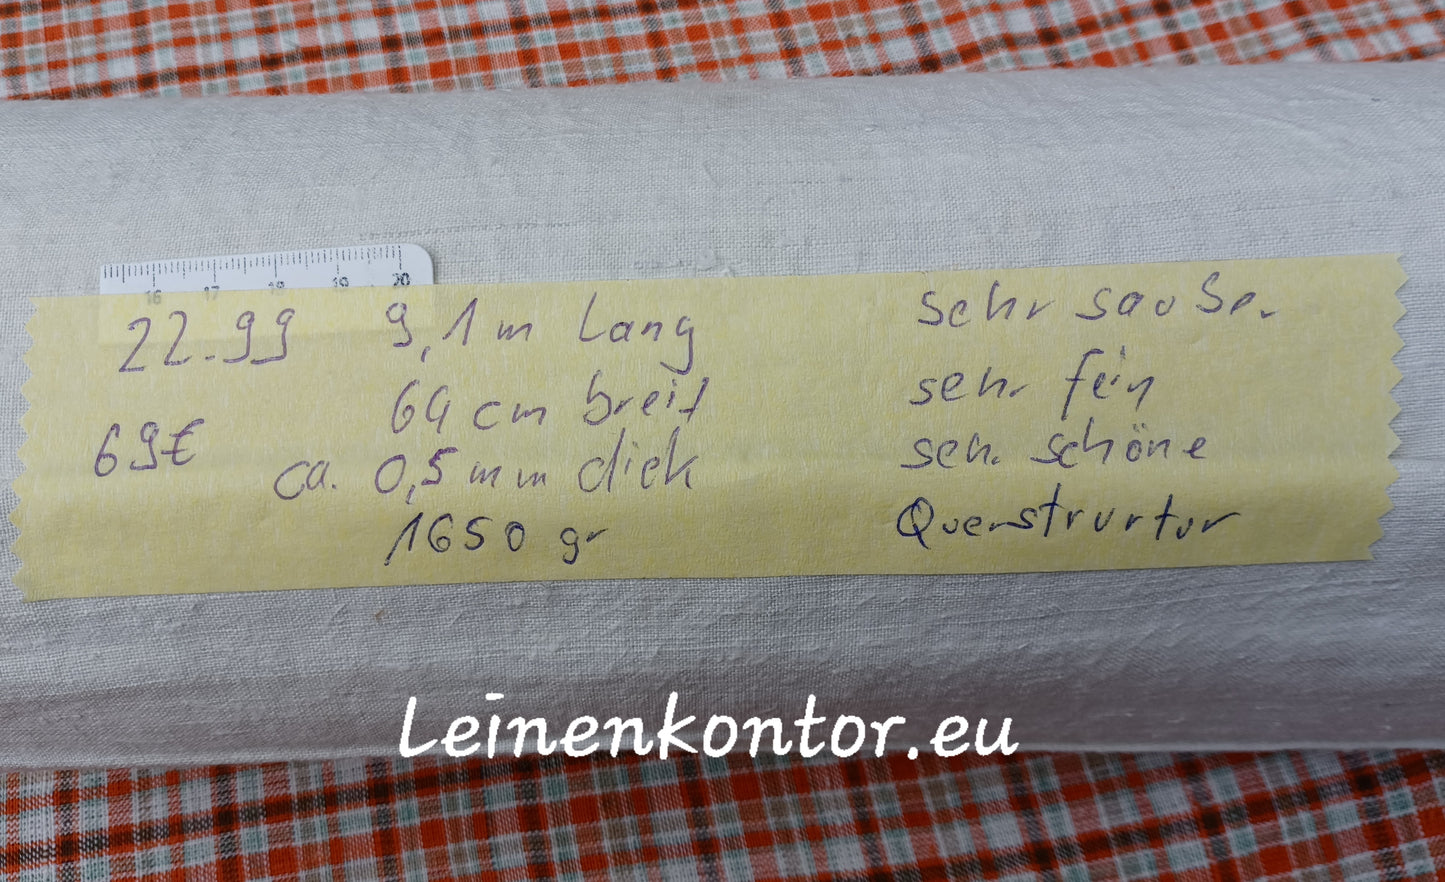 16 17 18 19 20
22.99 9,1 m Lang sehr sauber
69€ 64 cm breit sehr fein
ca. 0,5 mm dick sehr schöne
1650 gr Querstruktur
Leinenkontor.eu